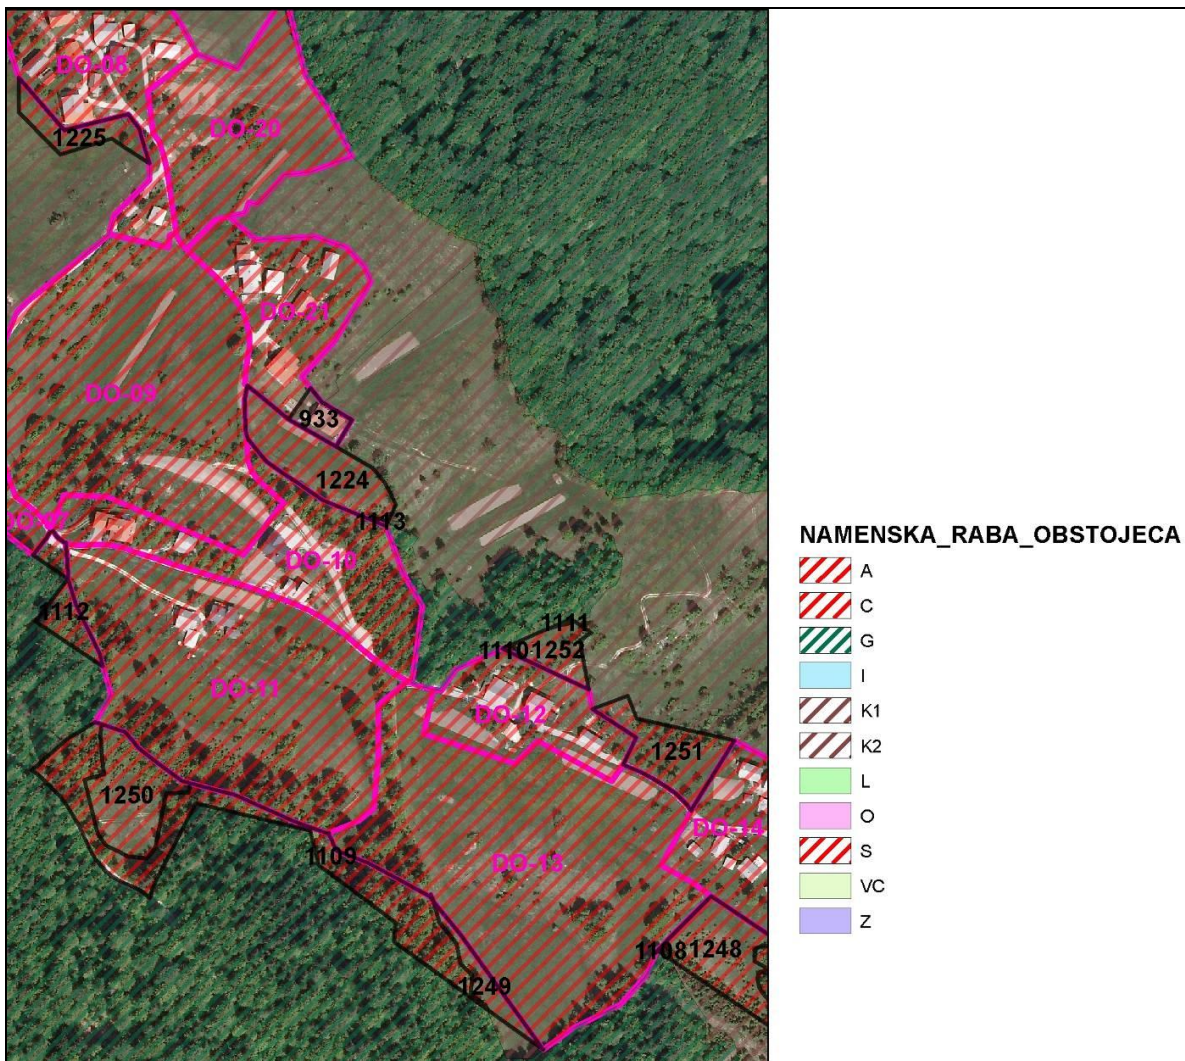 DO-08
DO-20
1225
DO-21
DO-09
933
1224
1113
DO-07
DO-10
1112
1111
1110
1252
DO-11
DO-12
1251
1250
DO-14
1109
DO-13
1108
1248
1249
NAMENSKA_RABA_OBSTOJECA
A
C
G
I
K1
K2
L
O
S
VC
Z